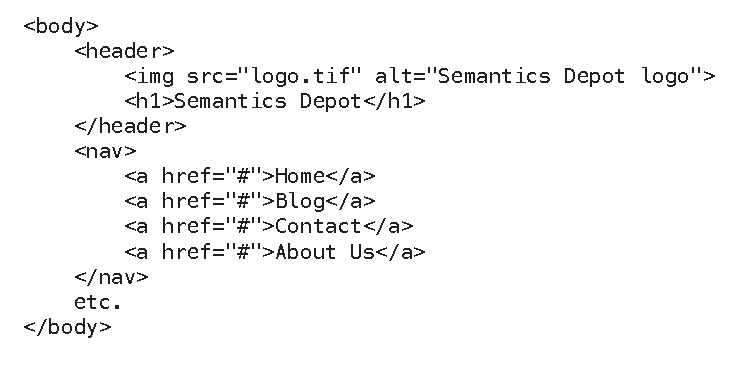 <body>
    <header>
        <img src="logo.tif" alt="Semantics Depot logo">
        <h1>Semantics Depot</h1>
    </header>
    <nav>
        <a href="#">Home</a>
        <a href="#">Blog</a>
        <a href="#">Contact</a>
        <a href="#">About Us</a>
    </nav>
    etc.
</body>